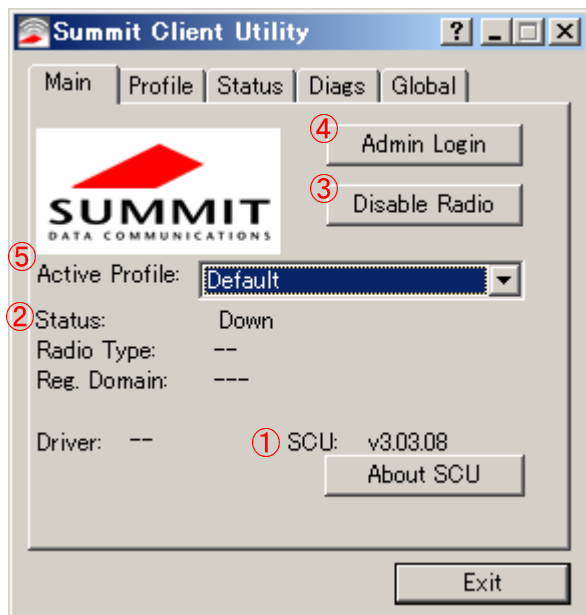 Summit Client Utility ? X
Main Profile Status Diags Global
④ Admin Login
③ Disable Radio
SUMMIT
DATA COMMUNICATIONS
⑤
Active Profile: Default
② Status: Down
Radio Type: --
Reg. Domain: ---
Driver: -- ① SCU: v3.03.08
About SCU
Exit